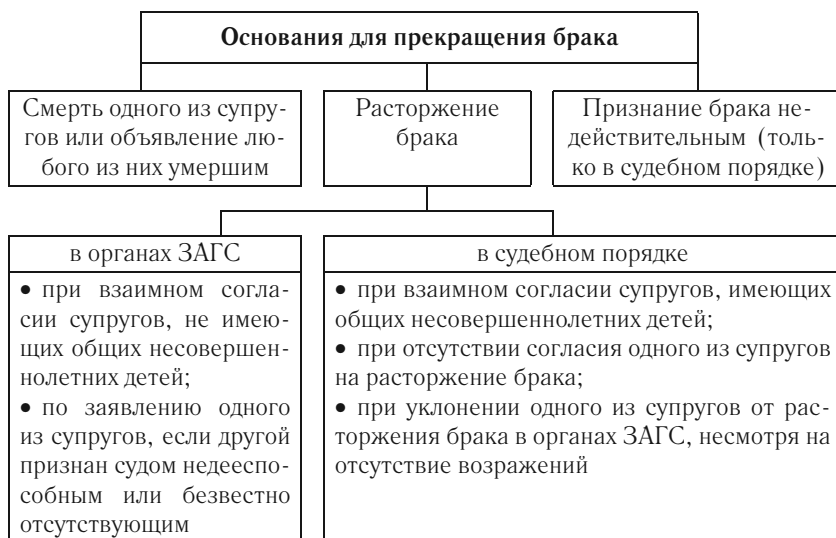 Основания для прекращения брака
Смерть одного из супру-
гов или объявление лю-
бого из них умершим
Расторжение
брака
Признание брака не-
действительным (толь-
ко в судебном порядке)
в органах ЗАГС
• при взаимном согла-
сии супругов, не имею-
щих общих несовершен-
нолетних детей;
• по заявлению одного
из супругов, если другой
признан судом недееспо-
собным или безвестно
отсутствующим
в судебном порядке
• при взаимном согласии супругов, имеющих
общих несовершеннолетних детей;
• при отсутствии согласия одного из супругов
на расторжение брака;
• при уклонении одного из супругов от рас-
торжения брака в органах ЗАГС, несмотря на
отсутствие возражений